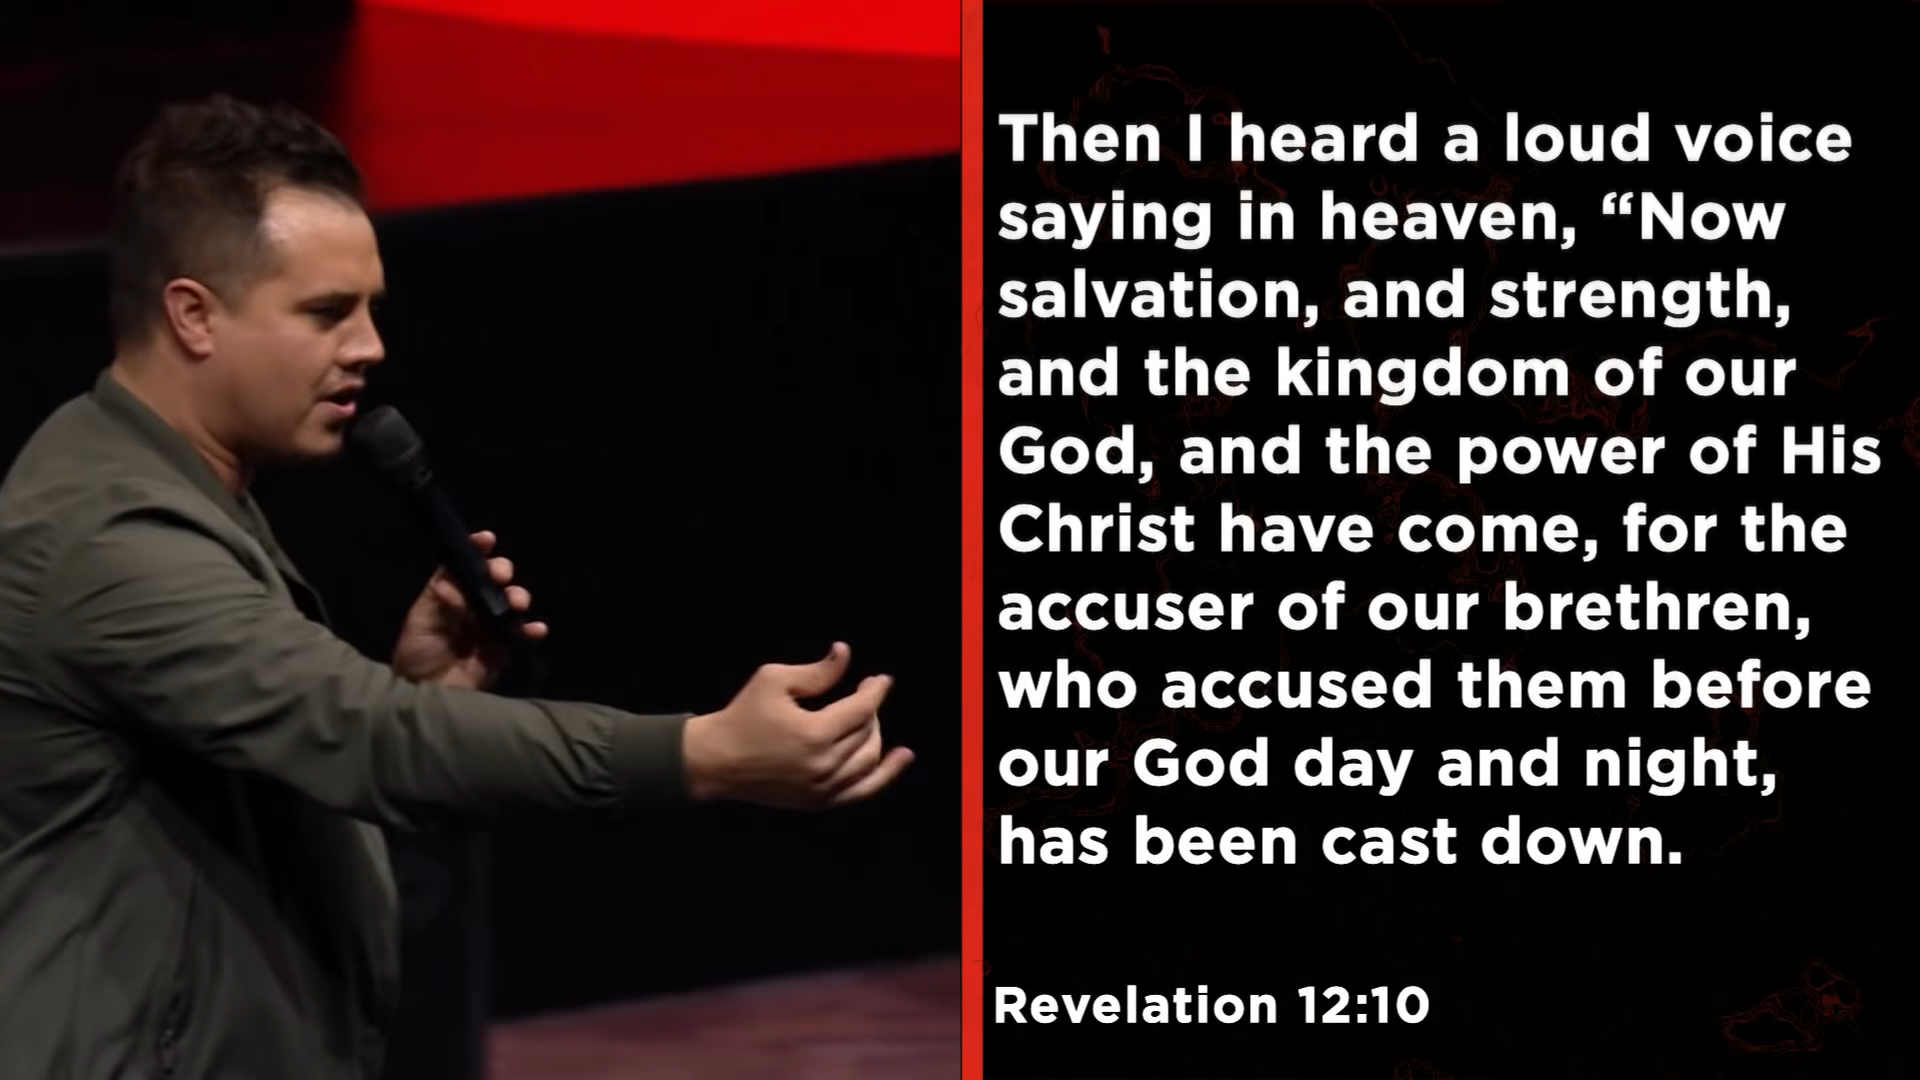 Then I heard a loud voice
saying in heaven, “Now
salvation, and strength,
and the kingdom of our
God, and the power of His
Christ have come, for the
accuser of our brethren,
who accused them before
our God day and night,
has been cast down.
Revelation 12:10